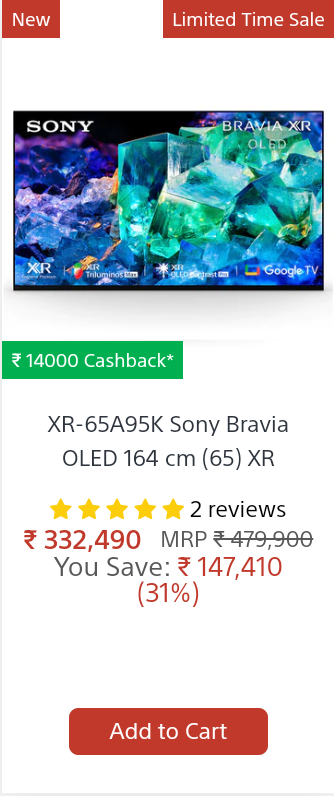 New
Limited Time Sale
SONY
BRAVIA XR
OLED
XR
XR
Triluminos Max
XR
OLED Contrast Pro
Google TV
₹ 14000 Cashback*
XR-65A95K Sony Bravia
OLED 164 cm (65) XR
2 reviews
₹ 332,490 MRP ₹ 479,900
You Save: ₹ 147,410
(31%)
Add to Cart